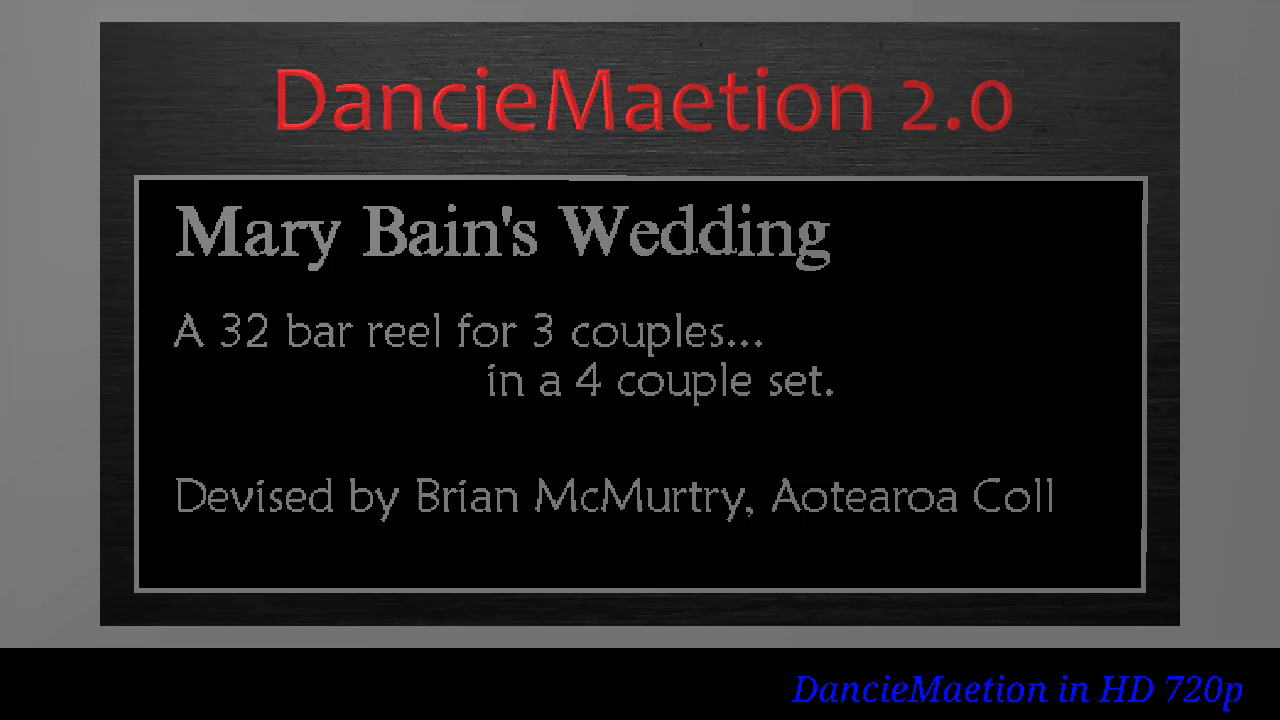 DancieMaetion 2.0
Mary Bain's Wedding
A 32 bar reel for 3 couples...
in a 4 couple set.
Devised by Brian McMurtry, Aotearoa Coll
DancieMaetion in HD 720p